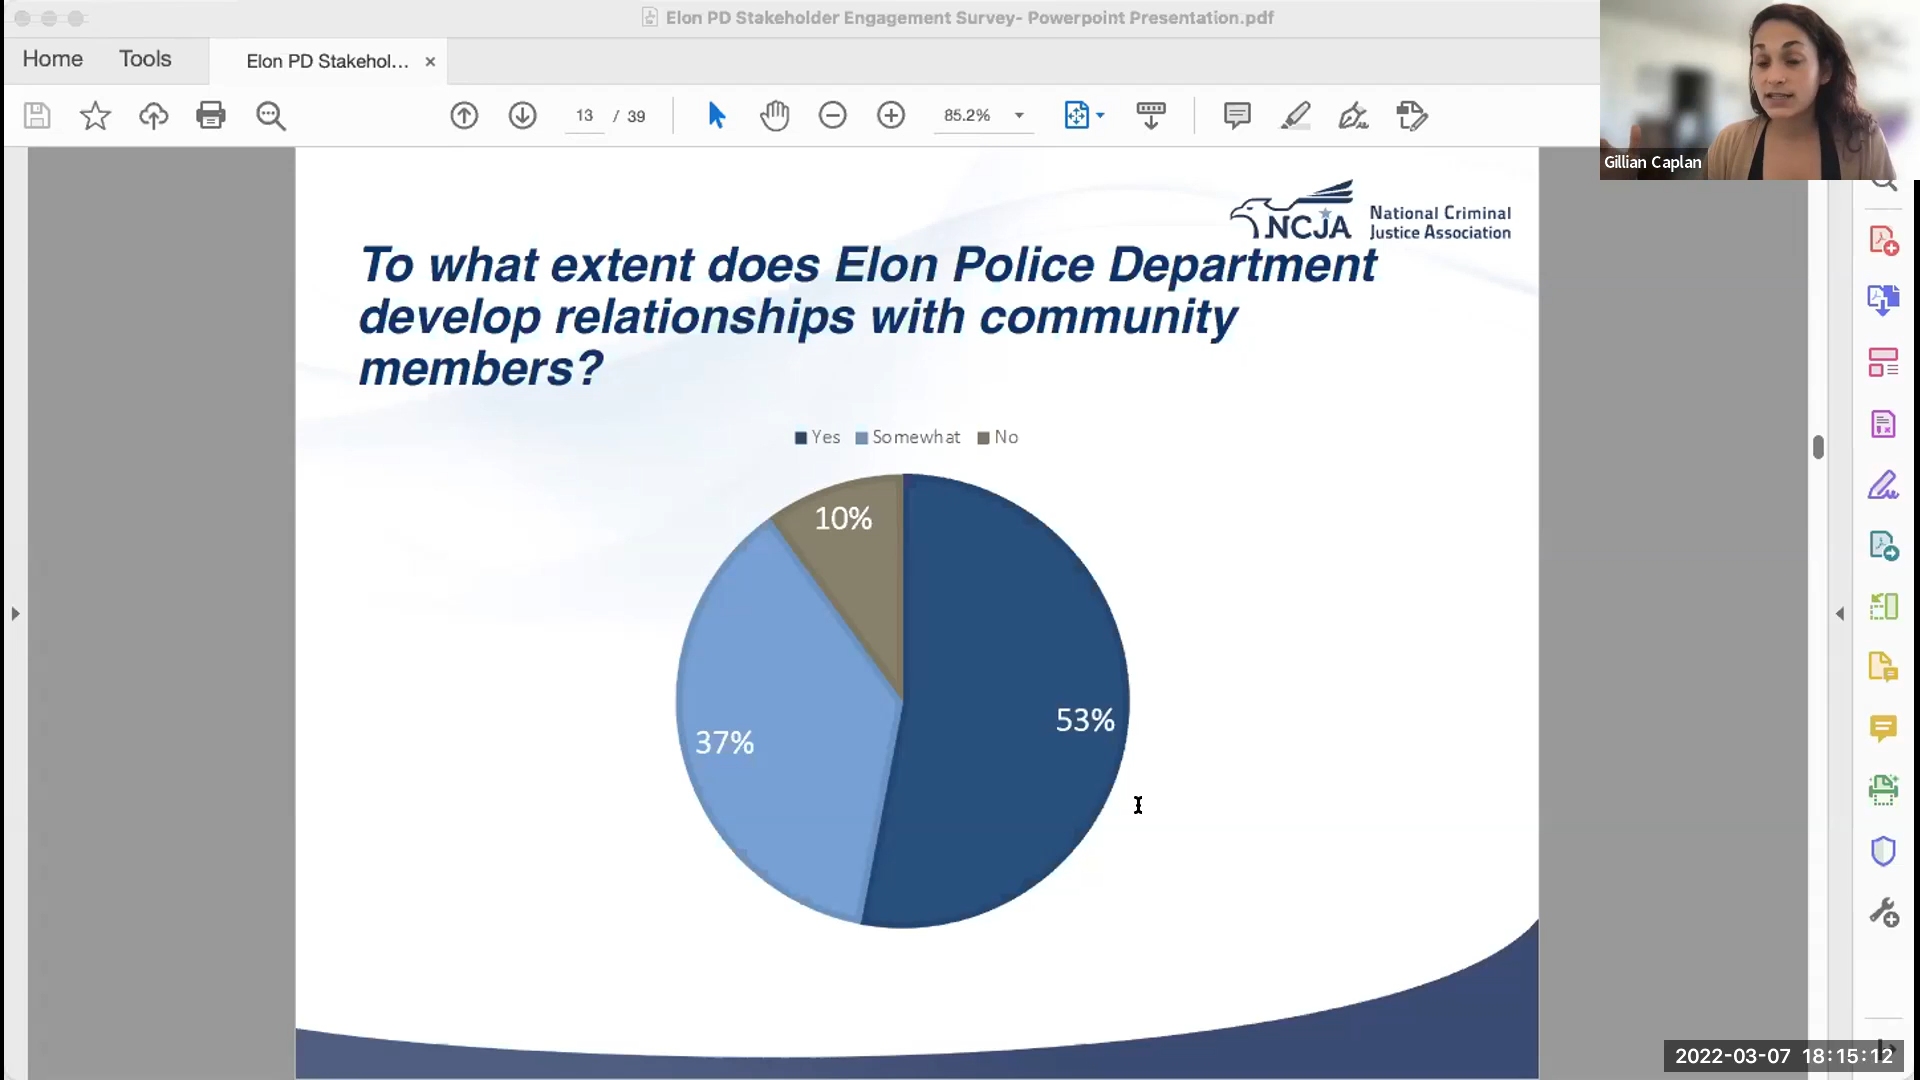 Elon PD Stakeholder Engagement Survey- Powerpoint Presentation.pdf
Home
Tools
Elon PD Stakehol... ×
13 / 39
85.2%
Gillian Caplan
NCJA
National Criminal
Justice Association
To what extent does Elon Police Department
develop relationships with community
members?
Yes Somewhat No
10%
53%
37%
2022-03-07 18:15:12